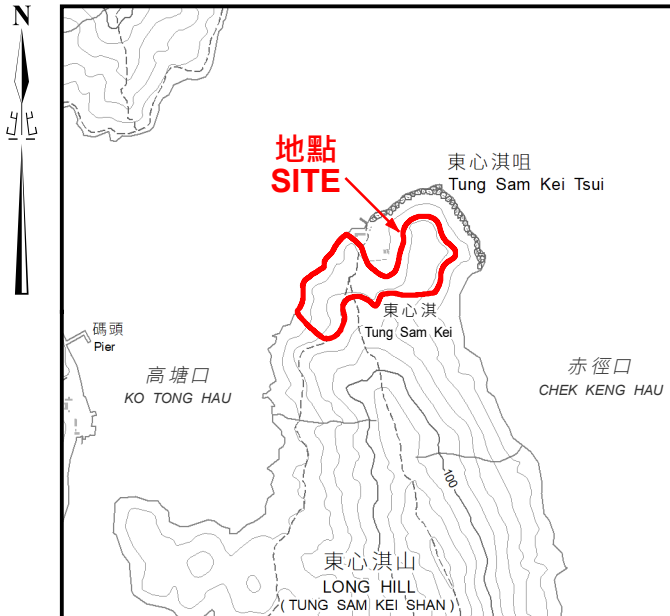 N
地點
SITE
東心淇咀
Tung Sam Kei Tsui
東心淇
Tung Sam Kei
碼頭
Pier
高塘口
KO TONG HAU
赤徑口
CHEK KENG HAU
100
東心淇山
LONG HILL
( TUNG SAM KEI SHAN )